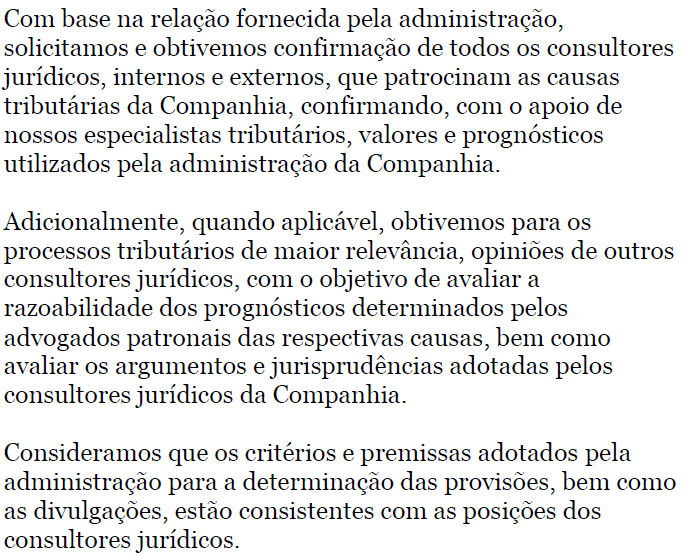 Com base na relação fornecida pela administração,
solicitamos e obtivemos confirmação de todos os consultores
jurídicos, internos e externos, que patrocinam as causas
tributárias da Companhia, confirmando, com o apoio de
nossos especialistas tributários, valores e prognósticos
utilizados pela administração da Companhia.
Adicionalmente, quando aplicável, obtivemos para os
processos tributários de maior relevância, opiniões de outros
consultores jurídicos, com o objetivo de avaliar a
razoabilidade dos prognósticos determinados pelos
advogados patronais das respectivas causas, bem como
avaliar os argumentos e jurisprudências adotadas pelos
consultores jurídicos da Companhia.
Consideramos que os critérios e premissas adotados pela
administração para a determinação das provisões, bem como
as divulgações, estão consistentes com as posições dos
consultores jurídicos.